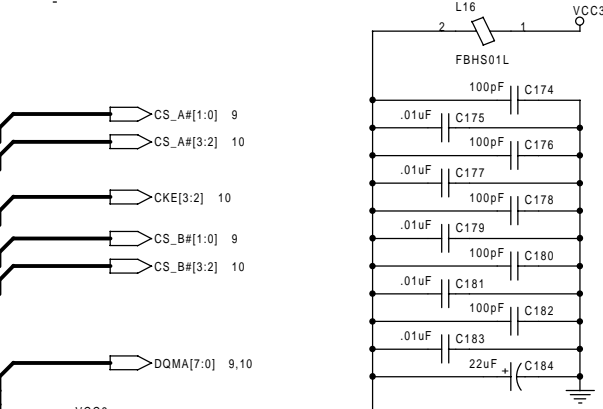 L16
VCC3
2
1
FBHS01L
100pF C174
CS_A#[1:0] 9
.01uF C175
CS_A#[3:2] 10
100pF C176
.01uF C177
CKE[3:2] 10
100pF C178
.01uF C179
CS_B#[1:0] 9
100pF C180
CS_B#[3:2] 10
.01uF C181
100pF C182
.01uF C183
DQMA[7:0] 9,10
22uF + C184